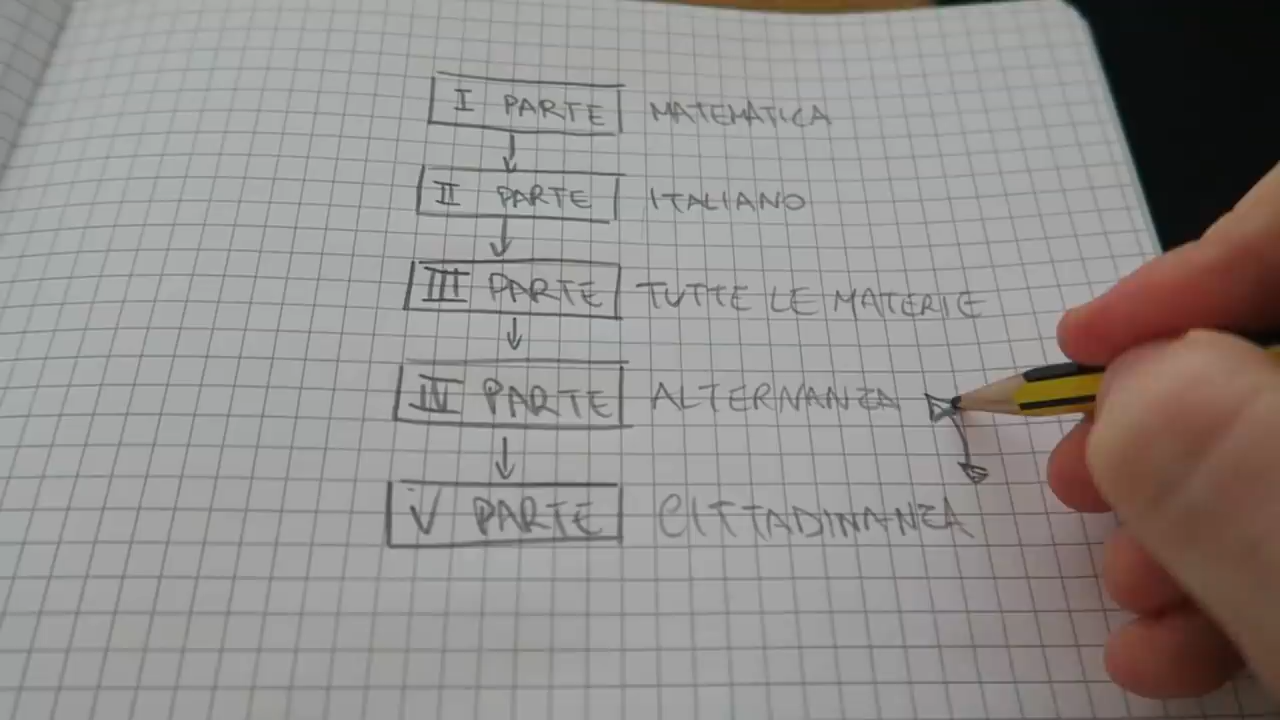 I PARTE MATEMATICA
II PARTE ITALIANO
III PARTE TUTTE LE MATERIE
IV PARTE ALTERNANZA
V PARTE CITTADINANZA